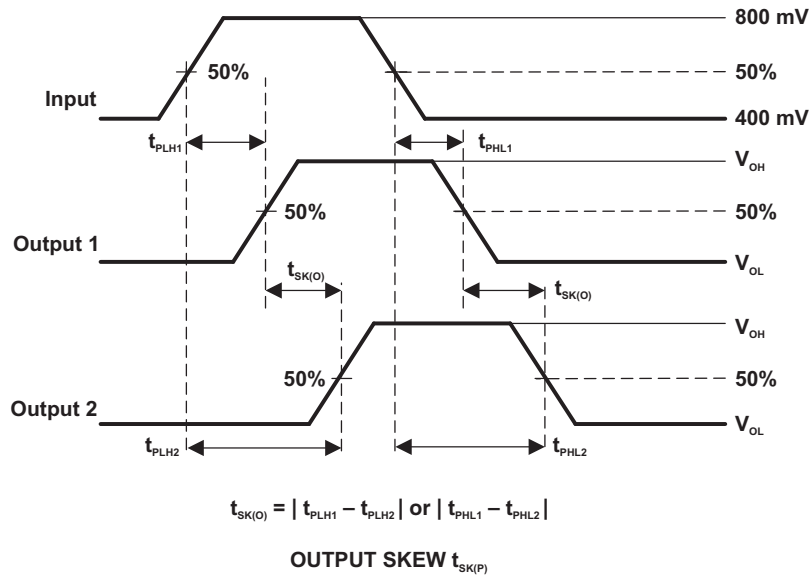 800 mV
50%
50%
50%
Input
400 mV
tPLH1
tPHL1
VOH
50%
50%
Output 1
tSK(O)
VOL
tSK(O)
VOH
50%
50%
Output 2
VOL
tPLH2
tPHL2
tSK(O) = | tPLH1 – tPLH2 | or | tPHL1 – tPHL2 |
OUTPUT SKEW tSK(P)